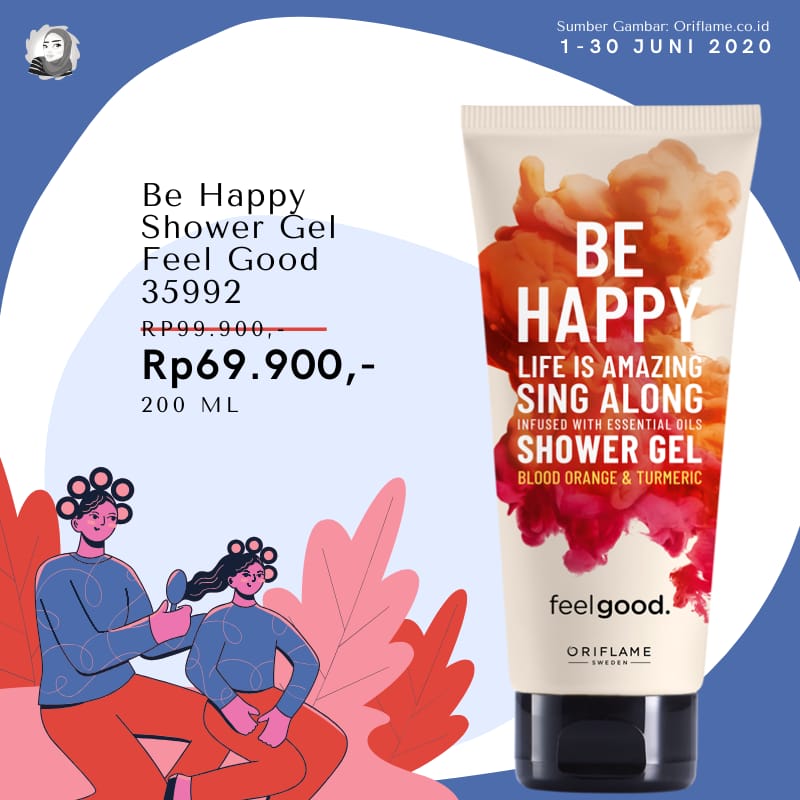 Sumber Gambar: Oriflame.co.id
1-30 JUNI 2020
Be Happy
Shower Gel
Feel Good
35992
RP99.900,-
Rp69.900,-
200 ML
BE
HAPPY
LIFE IS AMAZING
SING ALONG
INFUSED WITH ESSENTIAL OILS
SHOWER GEL
BLOOD ORANGE & TURMERIC
feelgood.
ORIFLAME
SWEDEN